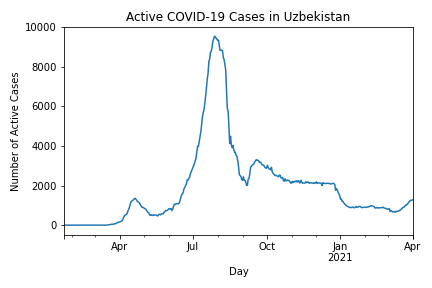 Active COVID-19 Cases in Uzbekistan
10000
8000
6000
4000
2000
0
Number of Active Cases
Apr
Jul
Oct
Jan
2021
Apr
Day